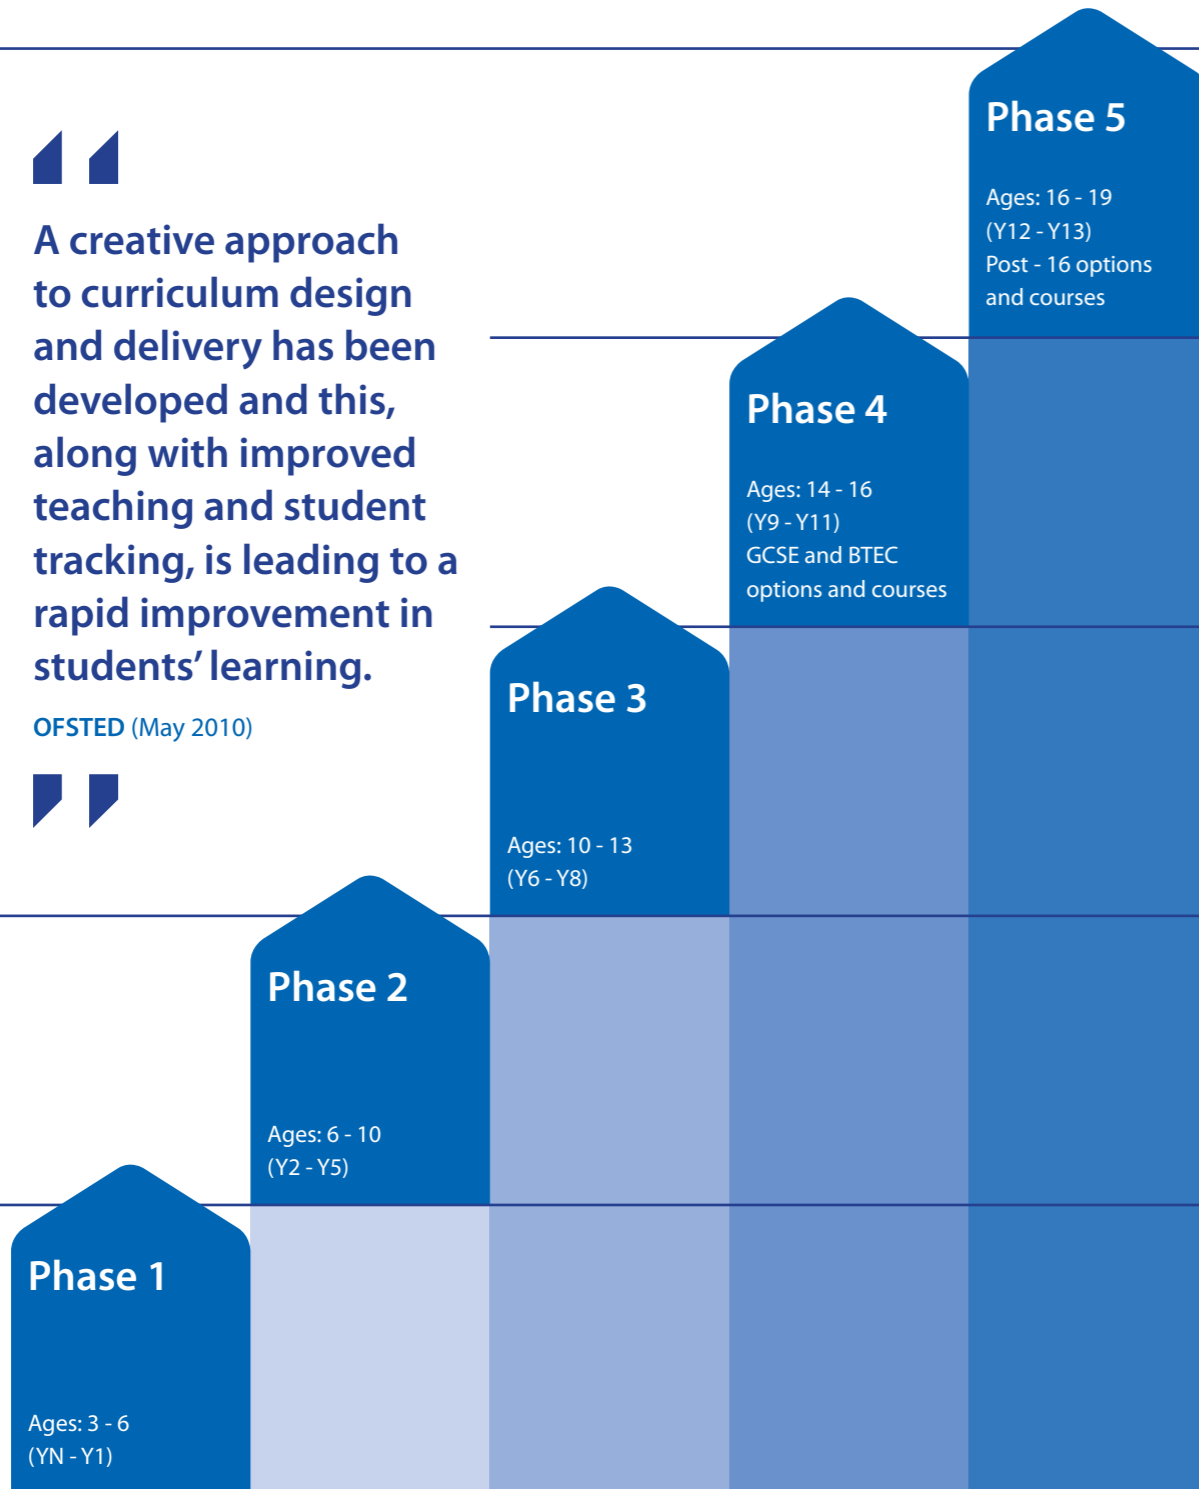 A creative approach
to curriculum design
and delivery has been
developed and this,
along with improved
teaching and student
tracking, is leading to a
rapid improvement in
students’ learning.
OFSTED (May 2010)
Phase 1
Ages: 3 - 6
(YN - Y1)
Phase 2
Ages: 6 - 10
(Y2 - Y5)
Phase 3
Ages: 10 - 13
(Y6 - Y8)
Phase 4
Ages: 14 - 16
(Y9 - Y11)
GCSE and BTEC
options and courses
Phase 5
Ages: 16 - 19
(Y12 - Y13)
Post - 16 options
and courses